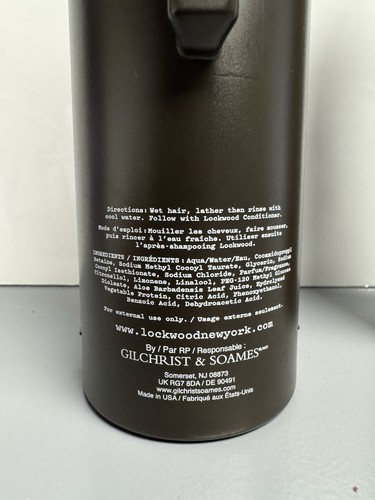 Directions: Wet hair, lather then rinse with
cool water. Follow with Lockwood Conditioner.
Mode d'emploi: Mouiller les cheveux, faire mousser,
puis rincer à l'eau fraîche. Utiliser ensuite
l'après-shampooing Lockwood.
INGREDIENTS / INGRÉDIENTS: Aqua/Water/Eau, Cocamidopropyl
Betaine, Sodium Methyl Cocoyl Taurate, Glycerin, Sodium
Cocoyl Isethionate, Sodium Chloride, Parfum/Fragrance,
Citronellol, Limonene, Linalool, PEG-120 Methyl Glucose
Dioleate, Aloe Barbadensis Leaf Juice, Hydrolyzed
Vegetable Protein, Citric Acid, Phenoxyethanol,
Benzoic Acid, Dehydroacetic Acid.
For external use only. / Usage externe seulement.
www.lockwoodnewyork.com
By / Par RP / Responsable :
GILCHRIST & SOAMES
Somerset, NJ 08873
UK RG7 8DA / DE 90491
www.gilchristsoames.com
Made in USA / Fabriqué aux États-Unis